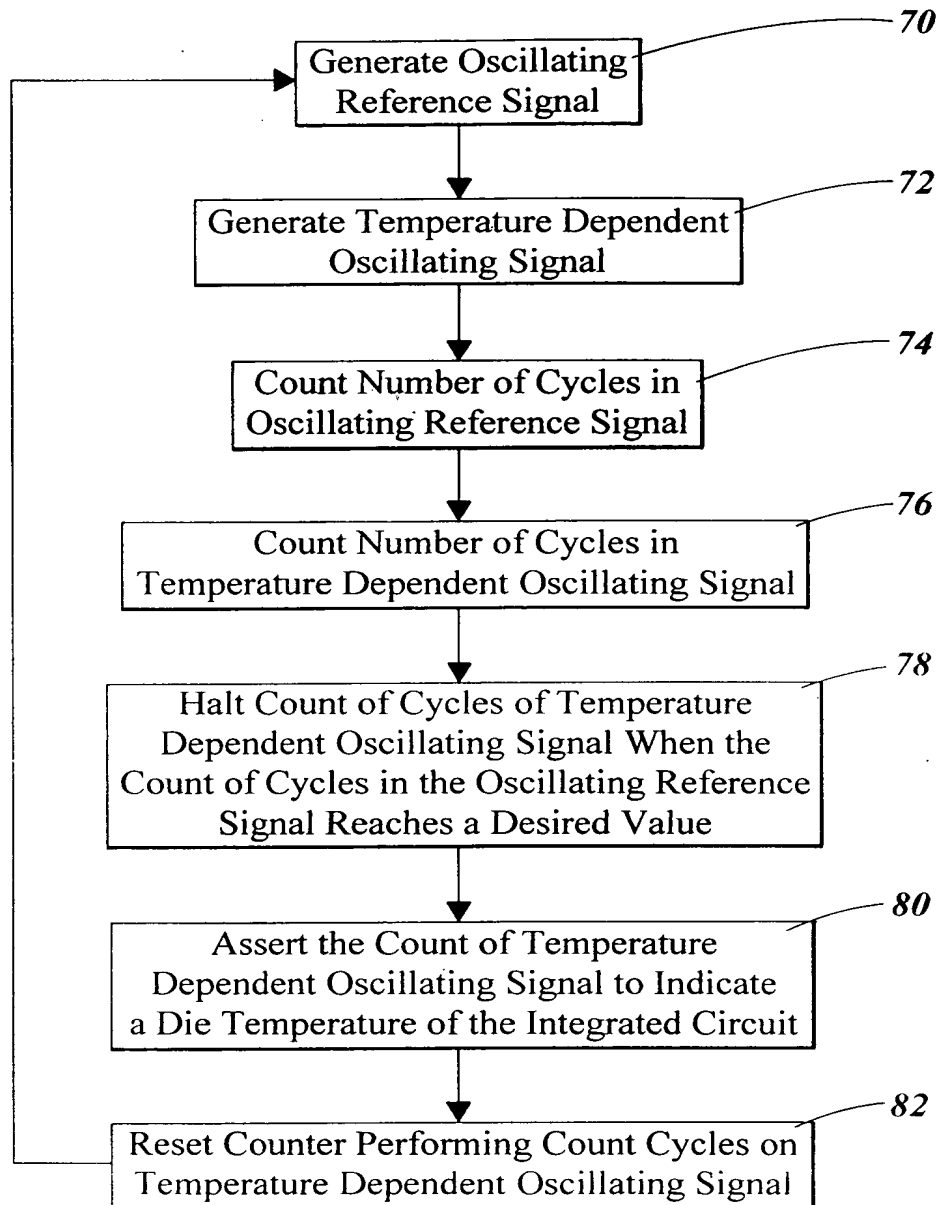 70
Generate Oscillating
Reference Signal
72
Generate Temperature Dependent
Oscillating Signal
74
Count Number of Cycles in
Oscillating Reference Signal
76
Count Number of Cycles in
Temperature Dependent Oscillating Signal
78
Halt Count of Cycles of Temperature
Dependent Oscillating Signal When the
Count of Cycles in the Oscillating Reference
Signal Reaches a Desired Value
80
Assert the Count of Temperature
Dependent Oscillating Signal to Indicate
a Die Temperature of the Integrated Circuit
82
Reset Counter Performing Count Cycles on
Temperature Dependent Oscillating Signal